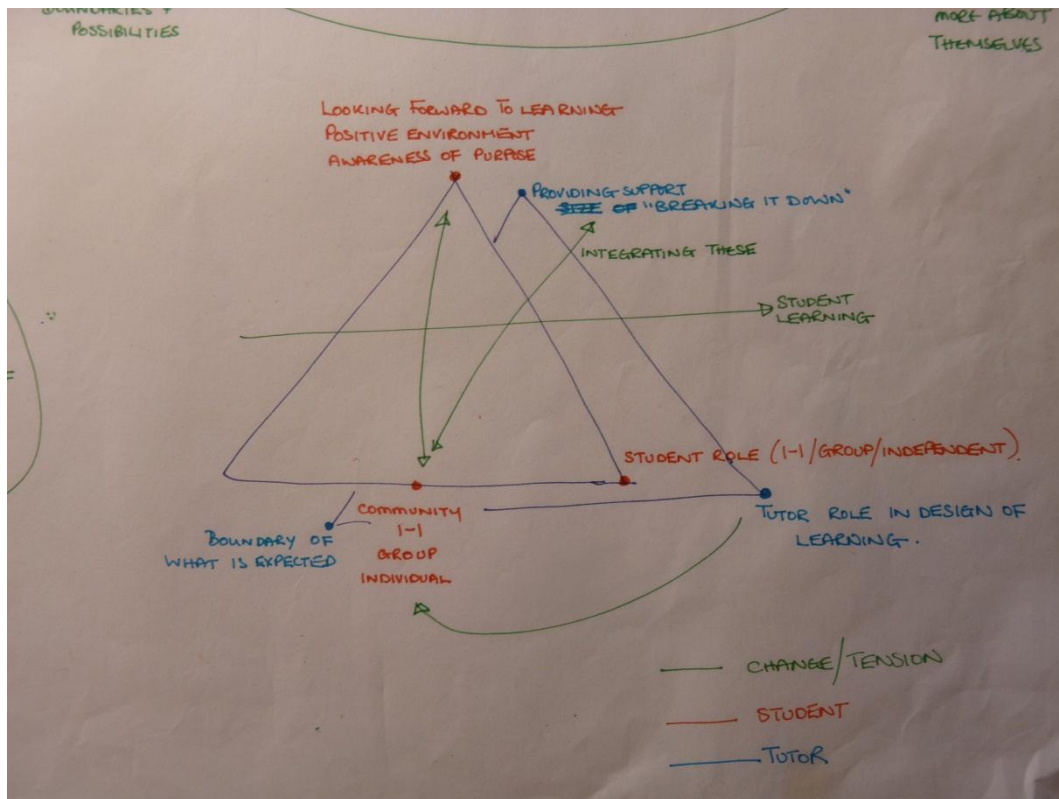 POSSIBILITIES
MORE ABOUT
THEMSELVES
LOOKING FORWARD TO LEARNING
POSITIVE ENVIRONMENT
AWARENESS OF PURPOSE
PROVIDING SUPPORT
SIZE OF "BREAKING IT DOWN"
INTEGRATING THESE
STUDENT
LEARNING
STUDENT ROLE (1-1/GROUP/INDEPENDENT).
COMMUNITY
1-1
GROUP
INDIVIDUAL
BOUNDARY OF
WHAT IS EXPECTED
TUTOR ROLE IN DESIGN OF
LEARNING.
CHANGE/TENSION
STUDENT
TUTOR